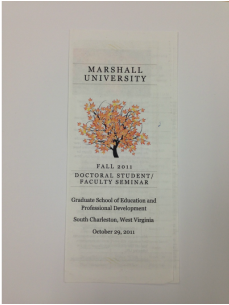 MARSHALL
UNIVERSITY
FALL 2011
DOCTORAL STUDENT/
FACULTY SEMINAR
Graduate School of Education and
Professional Development
South Charleston, West Virginia
October 29, 2011